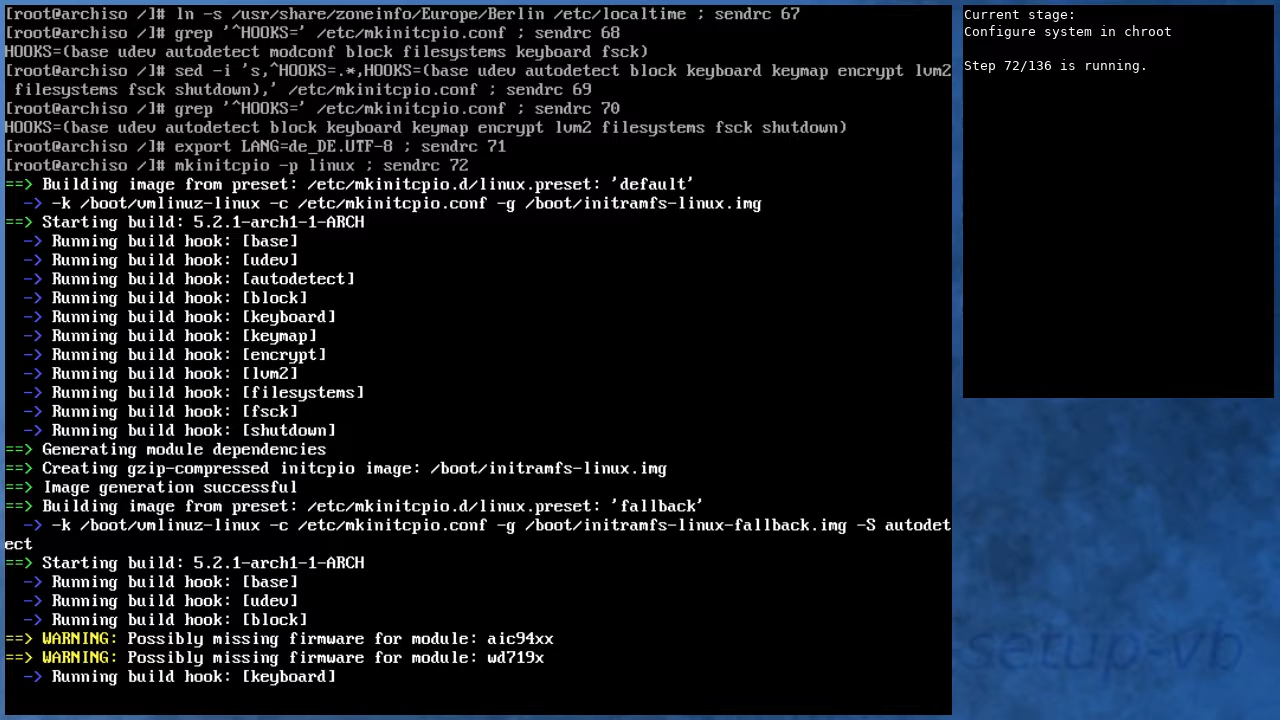 [root@archiso /]# ln -s /usr/share/zoneinfo/Europe/Berlin /etc/localtime ; sendrc 67
[root@archiso /]# grep '^HOOKS=' /etc/mkinitcpio.conf ; sendrc 68
HOOKS=(base udev autodetect modconf block filesystems keyboard fsck)
[root@archiso /]# sed -i 's,^HOOKS=.*,HOOKS=(base udev autodetect block keyboard keymap encrypt lvm2
 filesystems fsck shutdown),' /etc/mkinitcpio.conf ; sendrc 69
[root@archiso /]# grep '^HOOKS=' /etc/mkinitcpio.conf ; sendrc 70
HOOKS=(base udev autodetect block keyboard keymap encrypt lvm2 filesystems fsck shutdown)
[root@archiso /]# export LANG=de_DE.UTF-8 ; sendrc 71
[root@archiso /]# mkinitcpio -p linux ; sendrc 72
==> Building image from preset: /etc/mkinitcpio.d/linux.preset: 'default'
  -> -k /boot/vmlinuz-linux -c /etc/mkinitcpio.conf -g /boot/initramfs-linux.img
==> Starting build: 5.2.1-arch1-1-ARCH
  -> Running build hook: [base]
  -> Running build hook: [udev]
  -> Running build hook: [autodetect]
  -> Running build hook: [block]
  -> Running build hook: [keyboard]
  -> Running build hook: [keymap]
  -> Running build hook: [encrypt]
  -> Running build hook: [lvm2]
  -> Running build hook: [filesystems]
  -> Running build hook: [fsck]
  -> Running build hook: [shutdown]
==> Generating module dependencies
==> Creating gzip-compressed initcpio image: /boot/initramfs-linux.img
==> Image generation successful
==> Building image from preset: /etc/mkinitcpio.d/linux.preset: 'fallback'
  -> -k /boot/vmlinuz-linux -c /etc/mkinitcpio.conf -g /boot/initramfs-linux-fallback.img -S autodet
ect
==> Starting build: 5.2.1-arch1-1-ARCH
  -> Running build hook: [base]
  -> Running build hook: [udev]
  -> Running build hook: [block]
==> WARNING: Possibly missing firmware for module: aic94xx
==> WARNING: Possibly missing firmware for module: wd719x
  -> Running build hook: [keyboard]
Current stage:
Configure system in chroot
Step 72/136 is running.
setup-vb